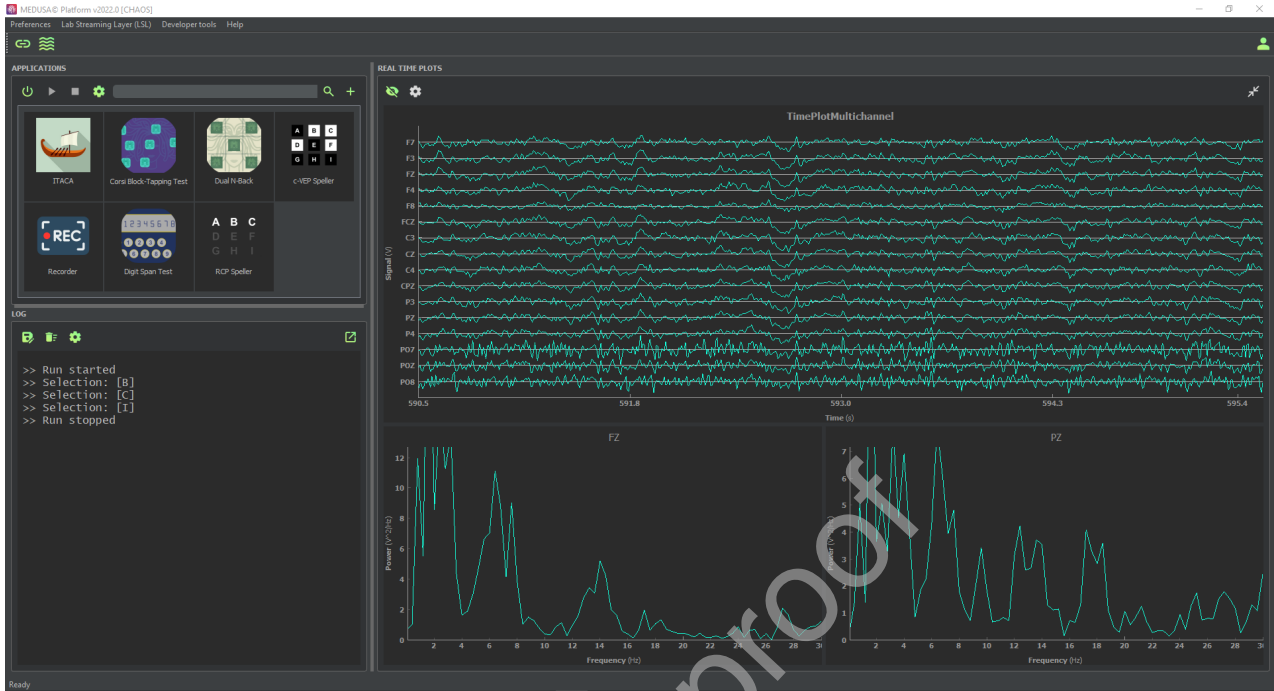 MEDUSA© Platform v2022.0 [CHAOS]
Preferences Lab Streaming Layer (LSL) Developer tools Help
APPLICATIONS
ITACA
Corsi Block-Tapping Test
Dual N-Back
A B C
D E F
G H I
c-VEP Speller
REC
Recorder
12345678
Digit Span Test
A B C
D E F
G H I
RCP Speller
LOG
>> Run started
>> Selection: [B]
>> Selection: [C]
>> Selection: [I]
>> Run stopped
REAL TIME PLOTS
TimePlotMultichannel
Signal (V)
F7
F3
FZ
F4
F8
FCZ
C3
CZ
C4
CPZ
P3
PZ
P4
PO7
POZ
PO8
590.5 591.8 593.0 594.3 595.4
Time (s)
FZ
Power (V^2/Hz)
12
10
8
6
4
2
0
2 4 6 8 10 12 14 16 18 20 22 24 26 28
Frequency (Hz)
PZ
Power (V^2/Hz)
7
6
5
4
3
1
0
2 4 6 8 10 12 14 16 18 20 22 24 26 28
Frequency (Hz)
proof
Ready